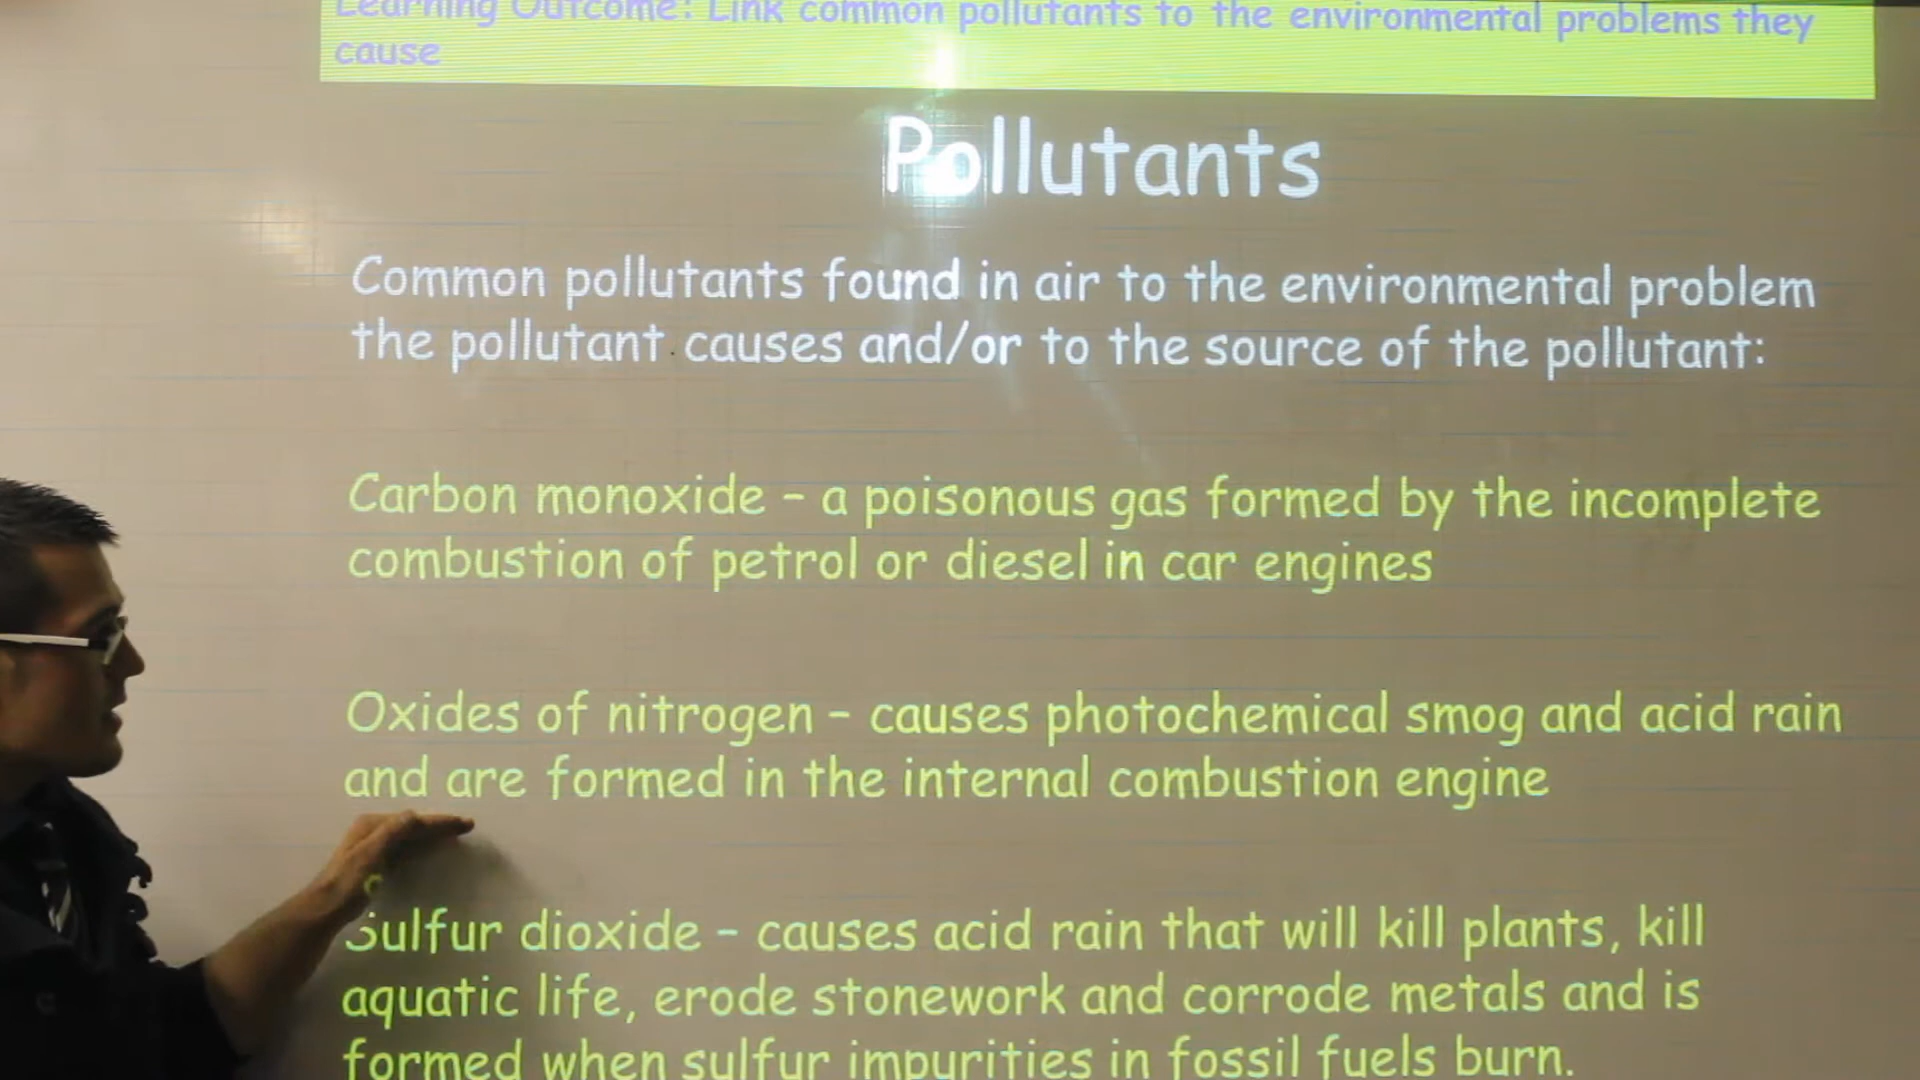 Learning Outcome: Link common pollutants to the environmental problems they
cause
Pollutants
Common pollutants found in air to the environmental problem
the pollutant causes and/or to the source of the pollutant:
Carbon monoxide – a poisonous gas formed by the incomplete
combustion of petrol or diesel in car engines
Oxides of nitrogen – causes photochemical smog and acid rain
and are formed in the internal combustion engine
Sulfur dioxide – causes acid rain that will kill plants, kill
aquatic life, erode stonework and corrode metals and is
formed when sulfur impurities in fossil fuels burn.